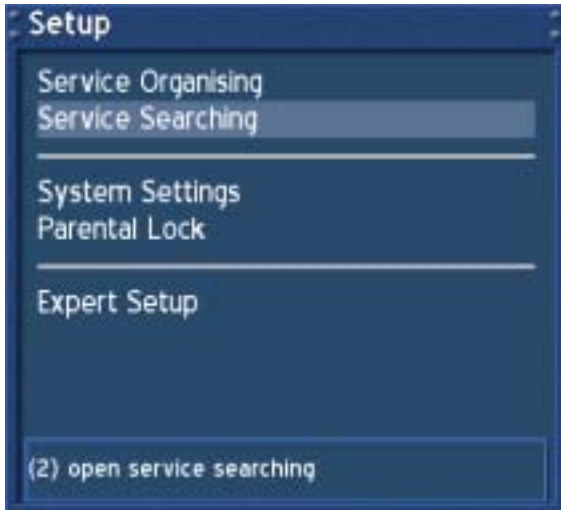 Setup
Service Organising
Service Searching
System Settings
Parental Lock
Expert Setup
(2) open service searching